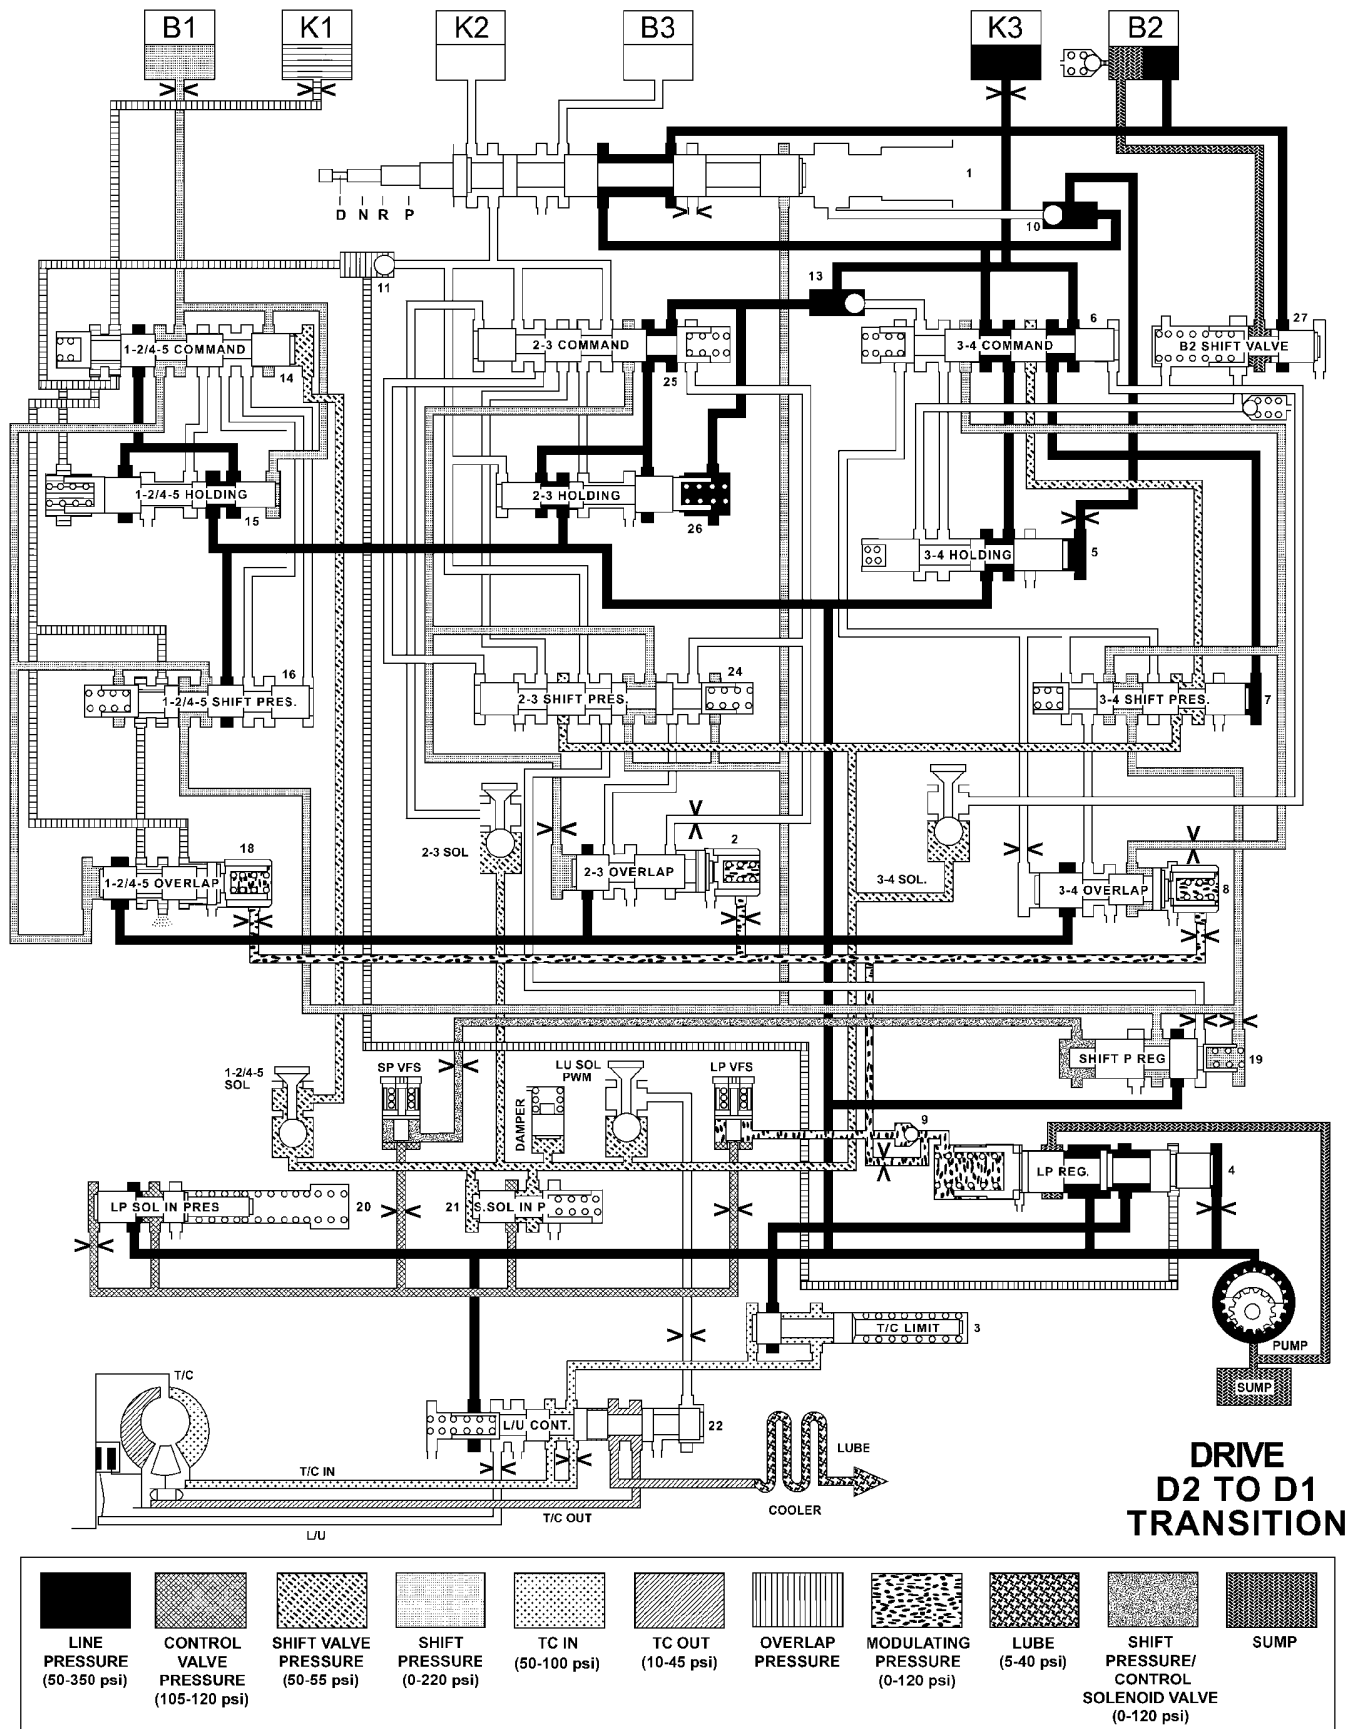 B1 K1 K2 B3 K3 B2
1
D N R P
10
11
13
6
27
1-2/4-5 COMMAND
2-3 COMMAND
3-4 COMMAND
B2 SHIFT VALVE
14
25
1-2/4-5 HOLDING
2-3 HOLDING
15
26
3-4 HOLDING
5
16
24
1-2/4-5 SHIFT PRES.
2-3 SHIFT PRES.
3-4 SHIFT PRES.
7
18
2-3 SOL
2
1-2/4-5 OVERLAP
2-3 OVERLAP
3-4 SOL.
3-4 OVERLAP
8
SHIFT P REG
19
1-2/4-5
SOL
SP VFS
LU SOL
PWM
LP VFS
DAMPER
9
LP REG.
4
LP SOL IN PRES
20
21
S.SOL IN P
T/C LIMIT
3
PUMP
SUMP
T/C
L/U CONT.
22
LUBE
T/C IN
COOLER
T/C OUT
L/U
DRIVE
D2 TO D1
TRANSITION
LINE
PRESSURE
(50-350 psi)
CONTROL
VALVE
PRESSURE
(105-120 psi)
SHIFT VALVE
PRESSURE
(50-55 psi)
SHIFT
PRESSURE
(0-220 psi)
TC IN
(50-100 psi)
TC OUT
(10-45 psi)
OVERLAP
PRESSURE
MODULATING
PRESSURE
(0-120 psi)
LUBE
(5-40 psi)
SHIFT
PRESSURE/
CONTROL
SOLENOID VALVE
(0-120 psi)
SUMP